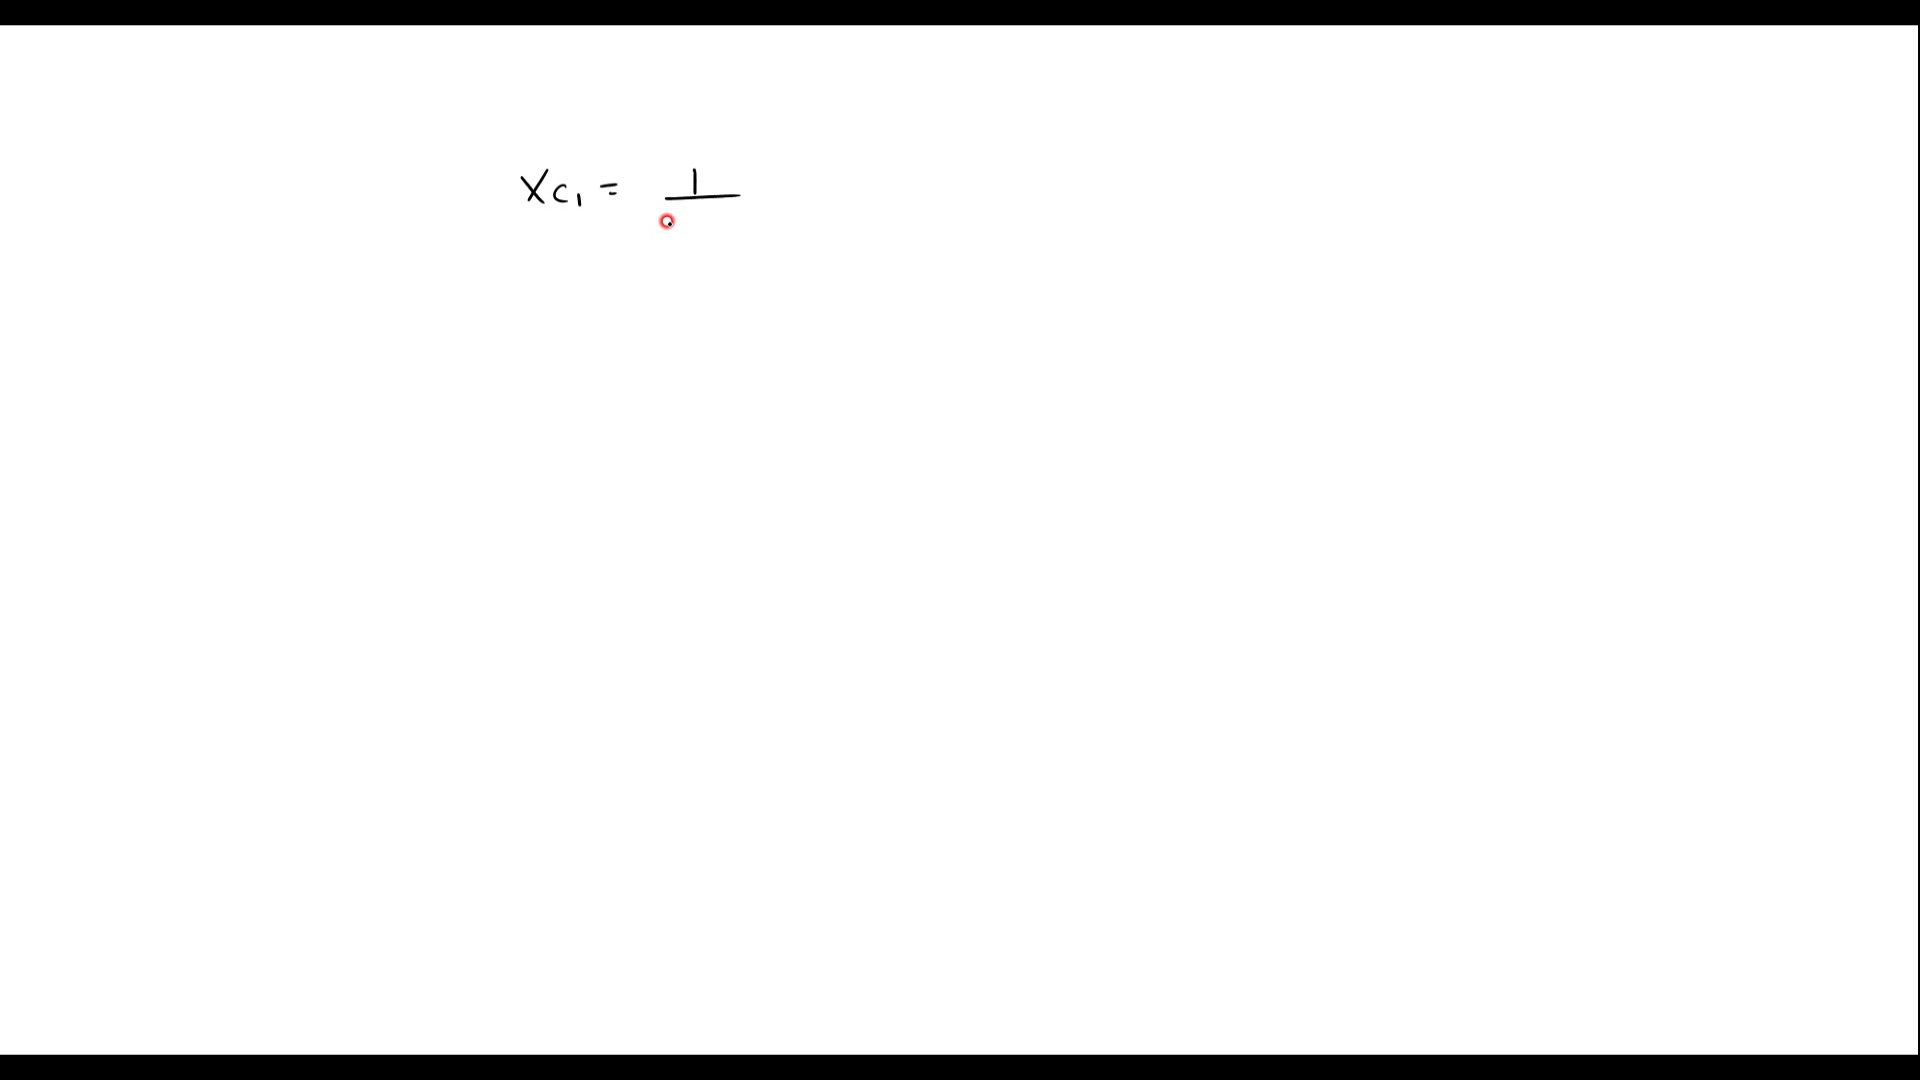 Xc₁ = 1/